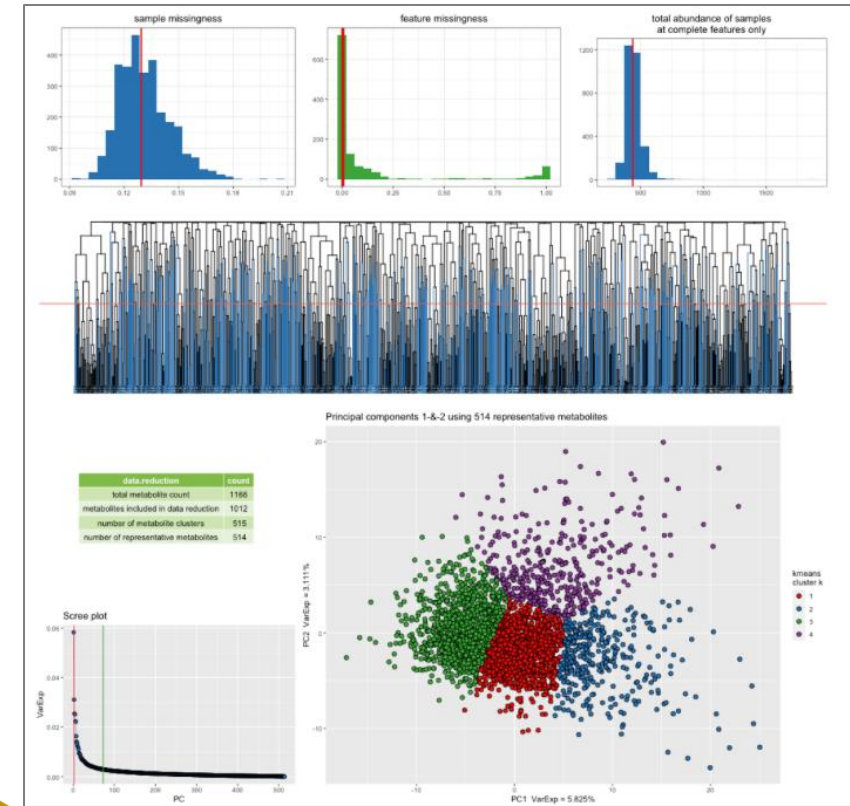 sample missingness
feature missingness
total abundance of samples
at complete features only
400
300
200
100
0
0.09
0.12
0.15
0.18
0.21
600
400
200
0
0.00
0.25
0.50
0.75
1.00
1200
800
400
0
500
1000
1500
Principal components 1-&-2 using 514 representative metabolites
data.reduction count
total metabolite count 1166
metabolites included in data reduction 1012
number of metabolite clusters 515
number of representative metabolites 514
Scree plot
VarExp
0.06
0.04
0.02
0.00
0
100
200
300
400
500
PC
PC2 VarExp = 3.111%
20
10
0
-10
-10
0
10
20
PC1 VarExp = 5.825%
kmeans
cluster k
1
2
3
4